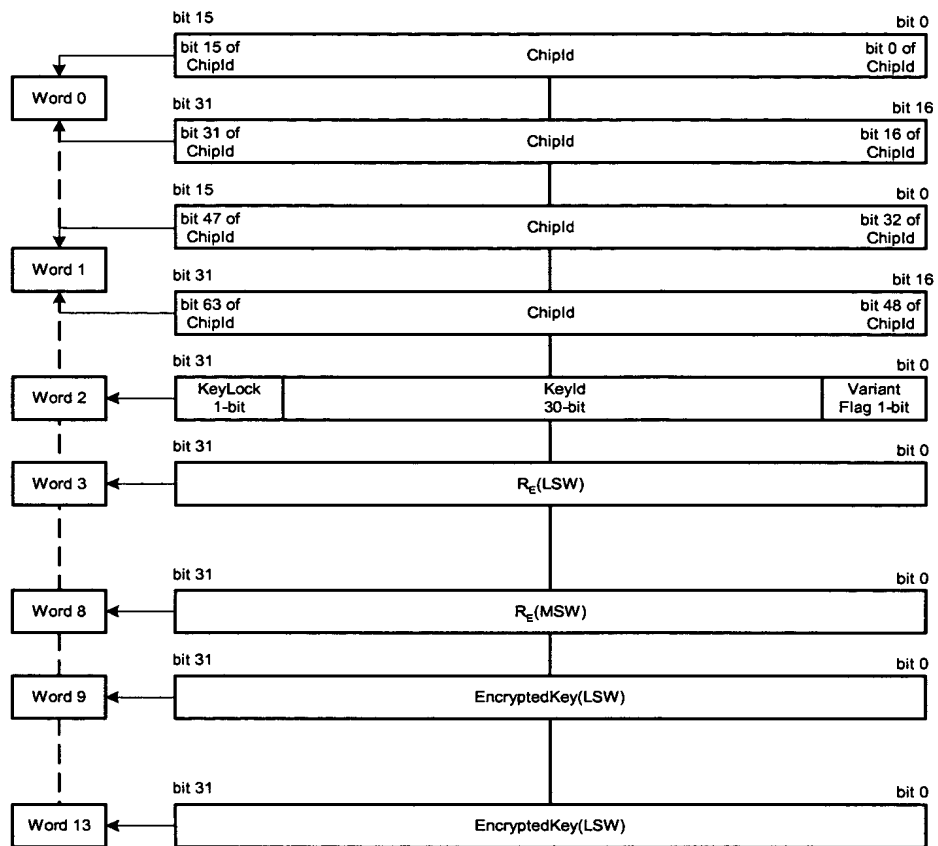 bit 15
bit 0
bit 15 of
ChipId
ChipId
bit 0 of
ChipId
Word 0
bit 31
bit 16
bit 31 of
ChipId
ChipId
bit 16 of
ChipId
bit 15
bit 0
bit 47 of
ChipId
ChipId
bit 32 of
ChipId
Word 1
bit 31
bit 16
bit 63 of
ChipId
ChipId
bit 48 of
ChipId
bit 31
bit 0
Word 2
KeyLock
1-bit
KeyId
30-bit
Variant
Flag 1-bit
bit 31
bit 0
Word 3
RE(LSW)
bit 31
bit 0
Word 8
RE(MSW)
bit 31
bit 0
Word 9
EncryptedKey(LSW)
bit 31
bit 0
Word 13
EncryptedKey(LSW)